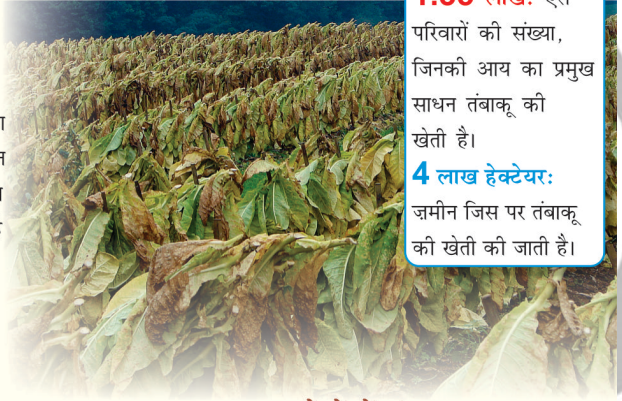 लाख:
परिवारों की संख्या,
जिनकी आय का प्रमुख
साधन तंबाकू की
खेती है।
4 लाख हेक्टेयर:
ज़मीन जिस पर तंबाकू
की खेती की जाती है।